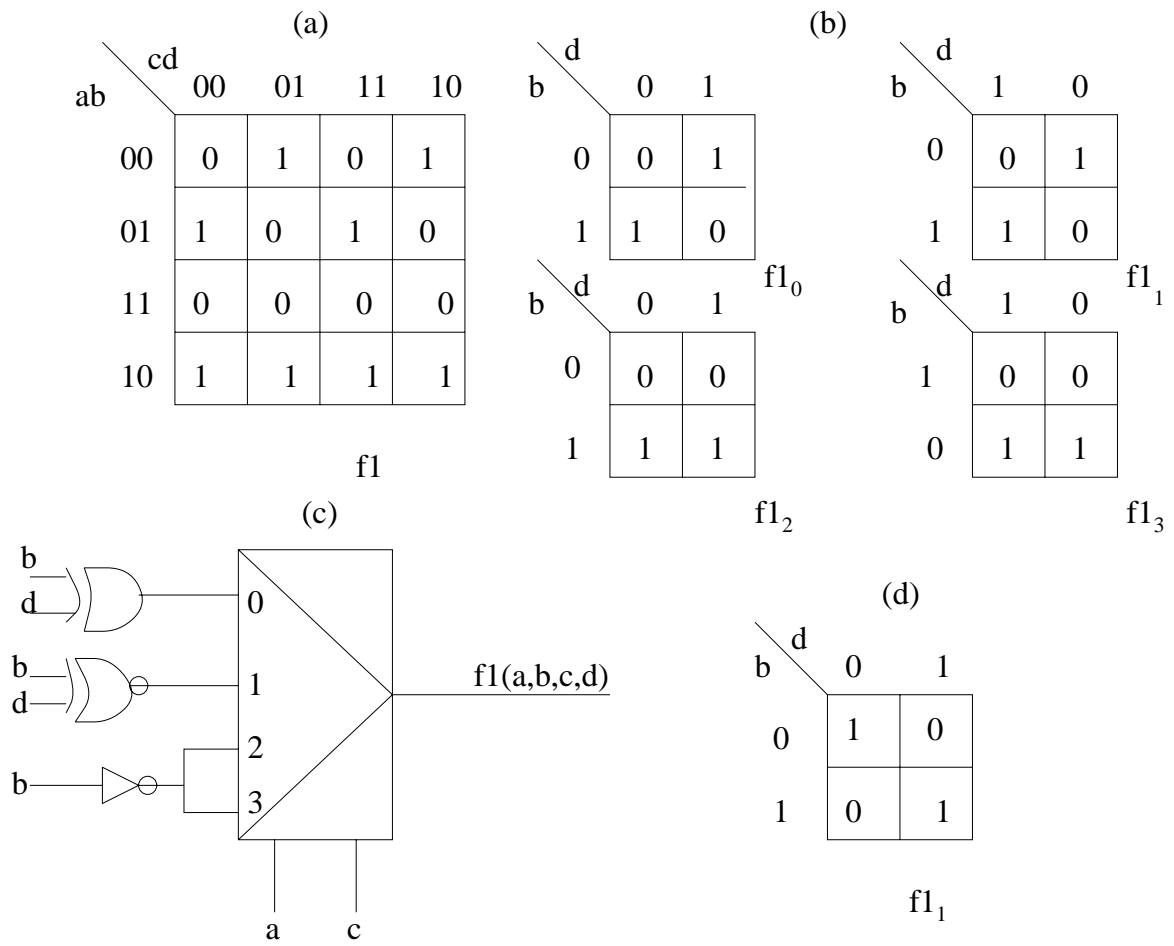 (a)
cd
ab
00 01 11 10
00 0 1 0 1
01 1 0 1 0
11 0 0 0 0
10 1 1 1 1
f1
(b)
d
b
0 1
0 0 1
1 1 0
f1₀
d
b
1 0
0 0 1
1 1 0
f1₁
d
b
0 1
0 0 0
1 1 1
f1₂
d
b
1 0
1 0 0
0 1 1
f1₃
(c)
b
d
0
b
d
1
2
b
3
f1(a,b,c,d)
a c
(d)
d
b
0 1
0 1 0
1 0 1
f1₁